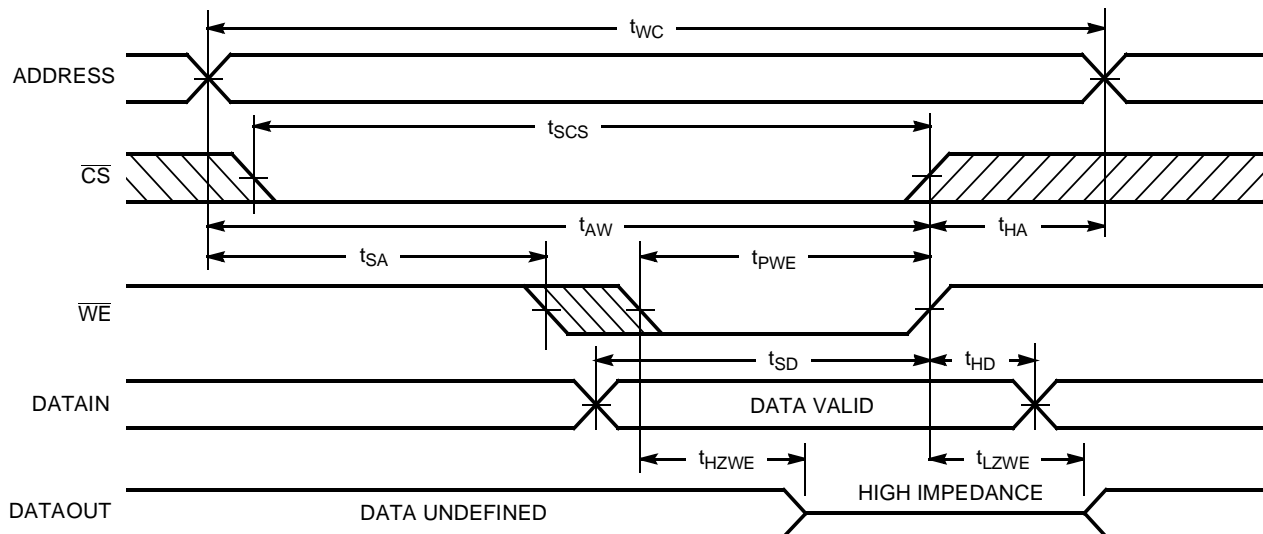 tWC
ADDRESS
tSCS
CS
tAW
tHA
tSA
tPWE
WE
tSD
tHD
DATAIN
DATA VALID
tHZWE
tLZWE
HIGH IMPEDANCE
DATAOUT
DATA UNDEFINED